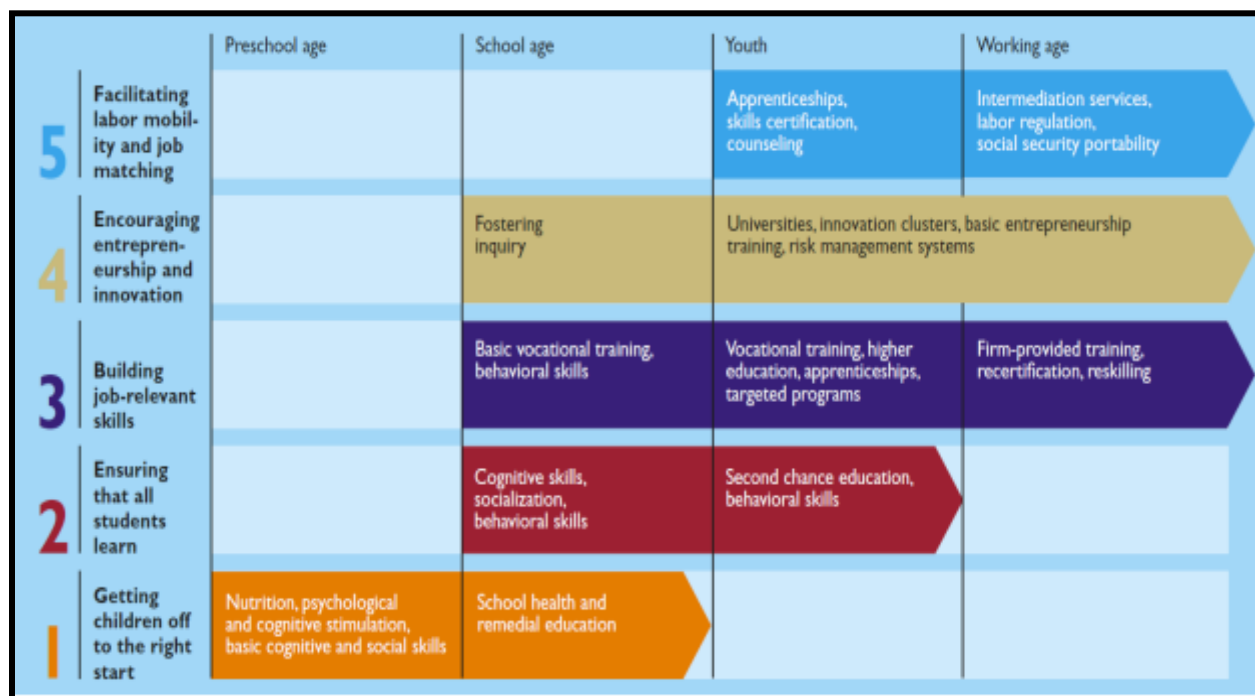 Preschool age
School age
Youth
Working age
5
Facilitating
labor mobil-
ity and job
matching
Apprenticeships,
skills certification,
counseling
Intermediation services,
labor regulation,
social security portability
4
Encouraging
entrepren-
eurship and
innovation
Fostering
inquiry
Universities, innovation clusters, basic entrepreneurship
training, risk management systems
3
Building
job-relevant
skills
Basic vocational training,
behavioral skills
Vocational training, higher
education, apprenticeships,
targeted programs
Firm-provided training,
recertification, reskilling
2
Ensuring
that all
students
learn
Cognitive skills,
socialization,
behavioral skills
Second chance education,
behavioral skills
1
Getting
children off
to the right
start
Nutrition, psychological
and cognitive stimulation,
basic cognitive and social skills
School health and
remedial education